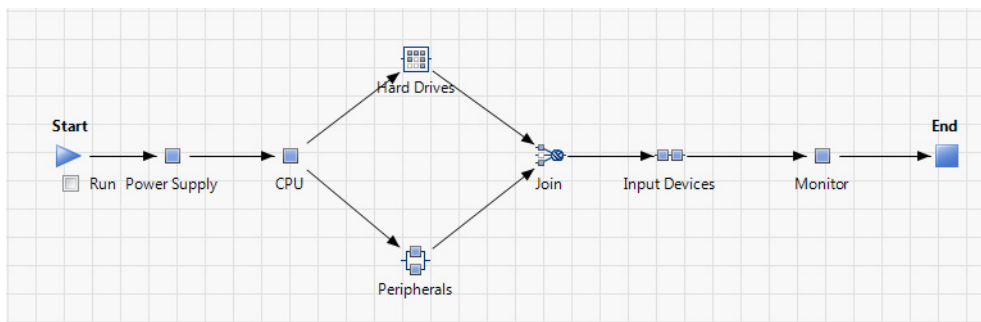 Hard Drives
Start
End
Run
Power Supply
CPU
Join
Input Devices
Monitor
Peripherals